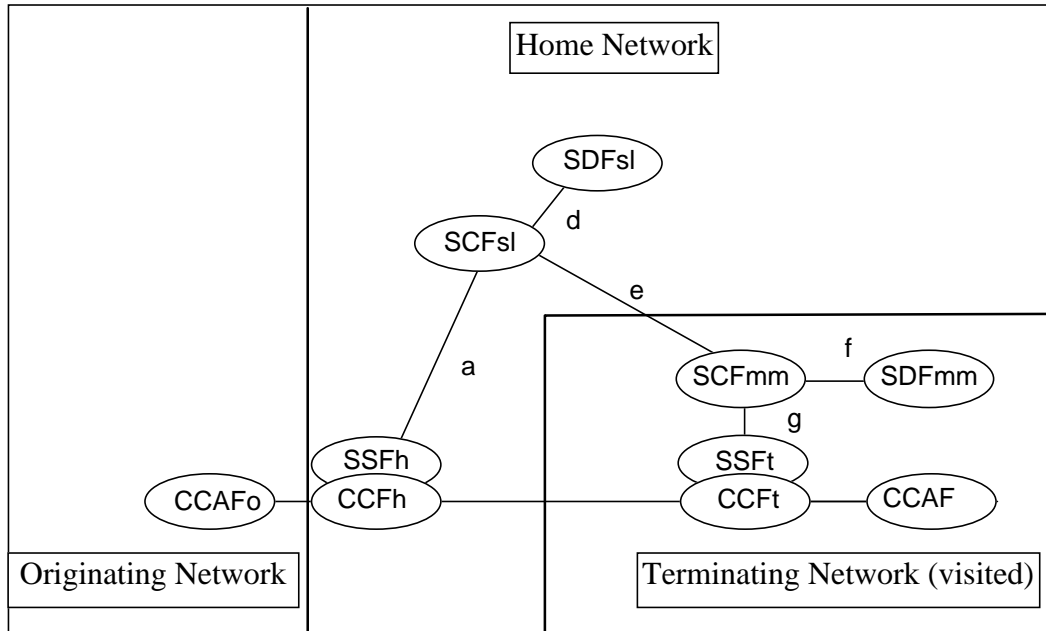 Home Network
SDFsl
d
SCFsl
e
a
f
SCFmm
SDFmm
g
SSFh
SSFt
CCAFo
CCFh
CCFt
CCAF
Originating Network
Terminating Network (visited)